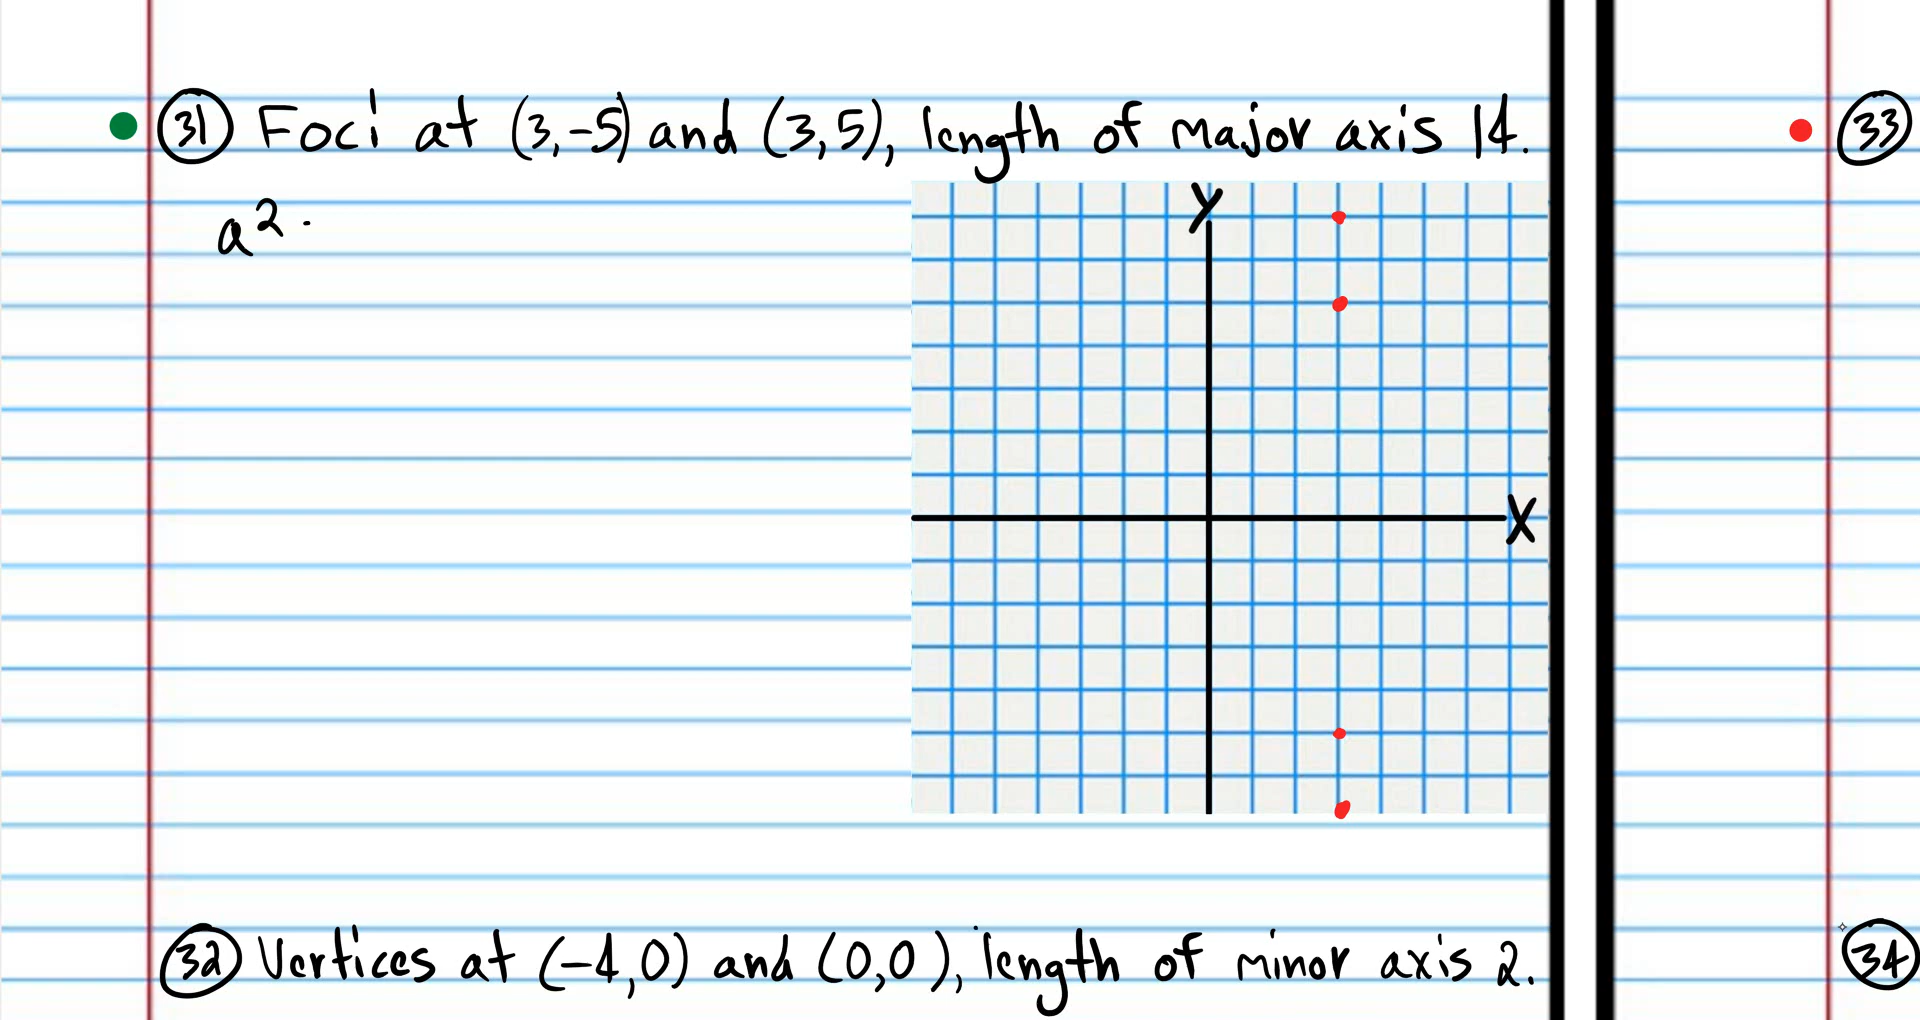 31 Foci at (3,-5) and (3,5), length of major axis 14.
a² -
Y
X
32 Vertices at (-4,0) and (0,0), length of minor axis 2.
33
34